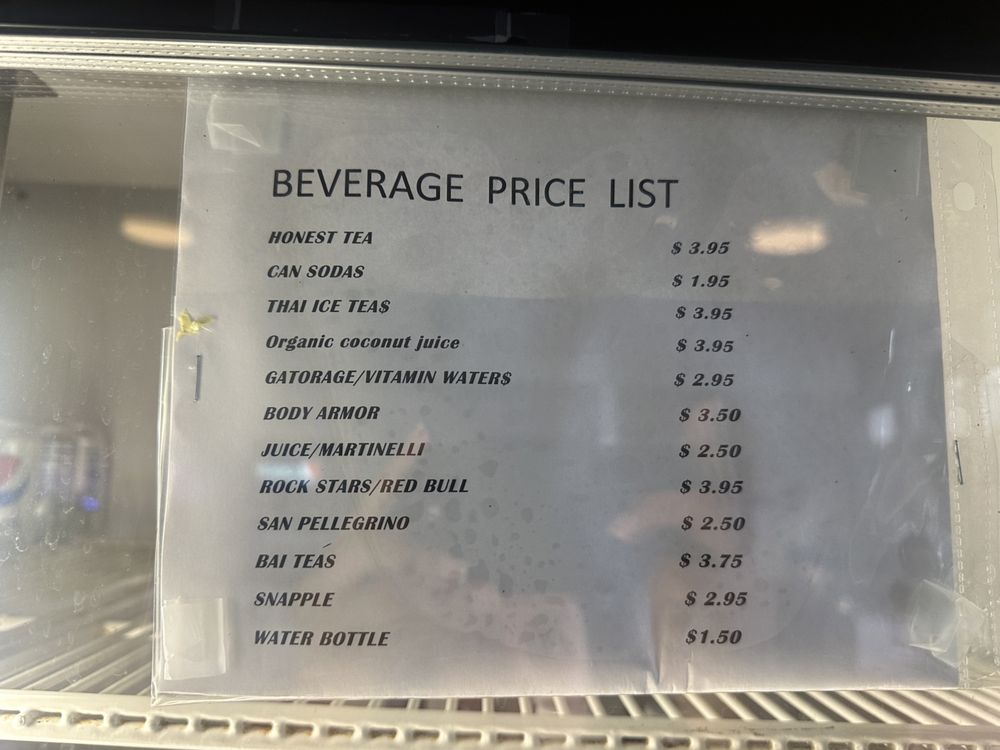 BEVERAGE PRICE LIST
HONEST TEA $ 3.95
CAN SODAS $ 1.95
THAI ICE TEAS $ 3.95
Organic coconut juice $ 3.95
GATORAGE/VITAMIN WATERS $ 2.95
BODY ARMOR $ 3.50
JUICE/MARTINELLI $ 2.50
ROCK STARS/RED BULL $ 3.95
SAN PELLEGRINO $ 2.50
BAI TEAS $ 3.75
SNAPPLE $ 2.95
WATER BOTTLE $1.50